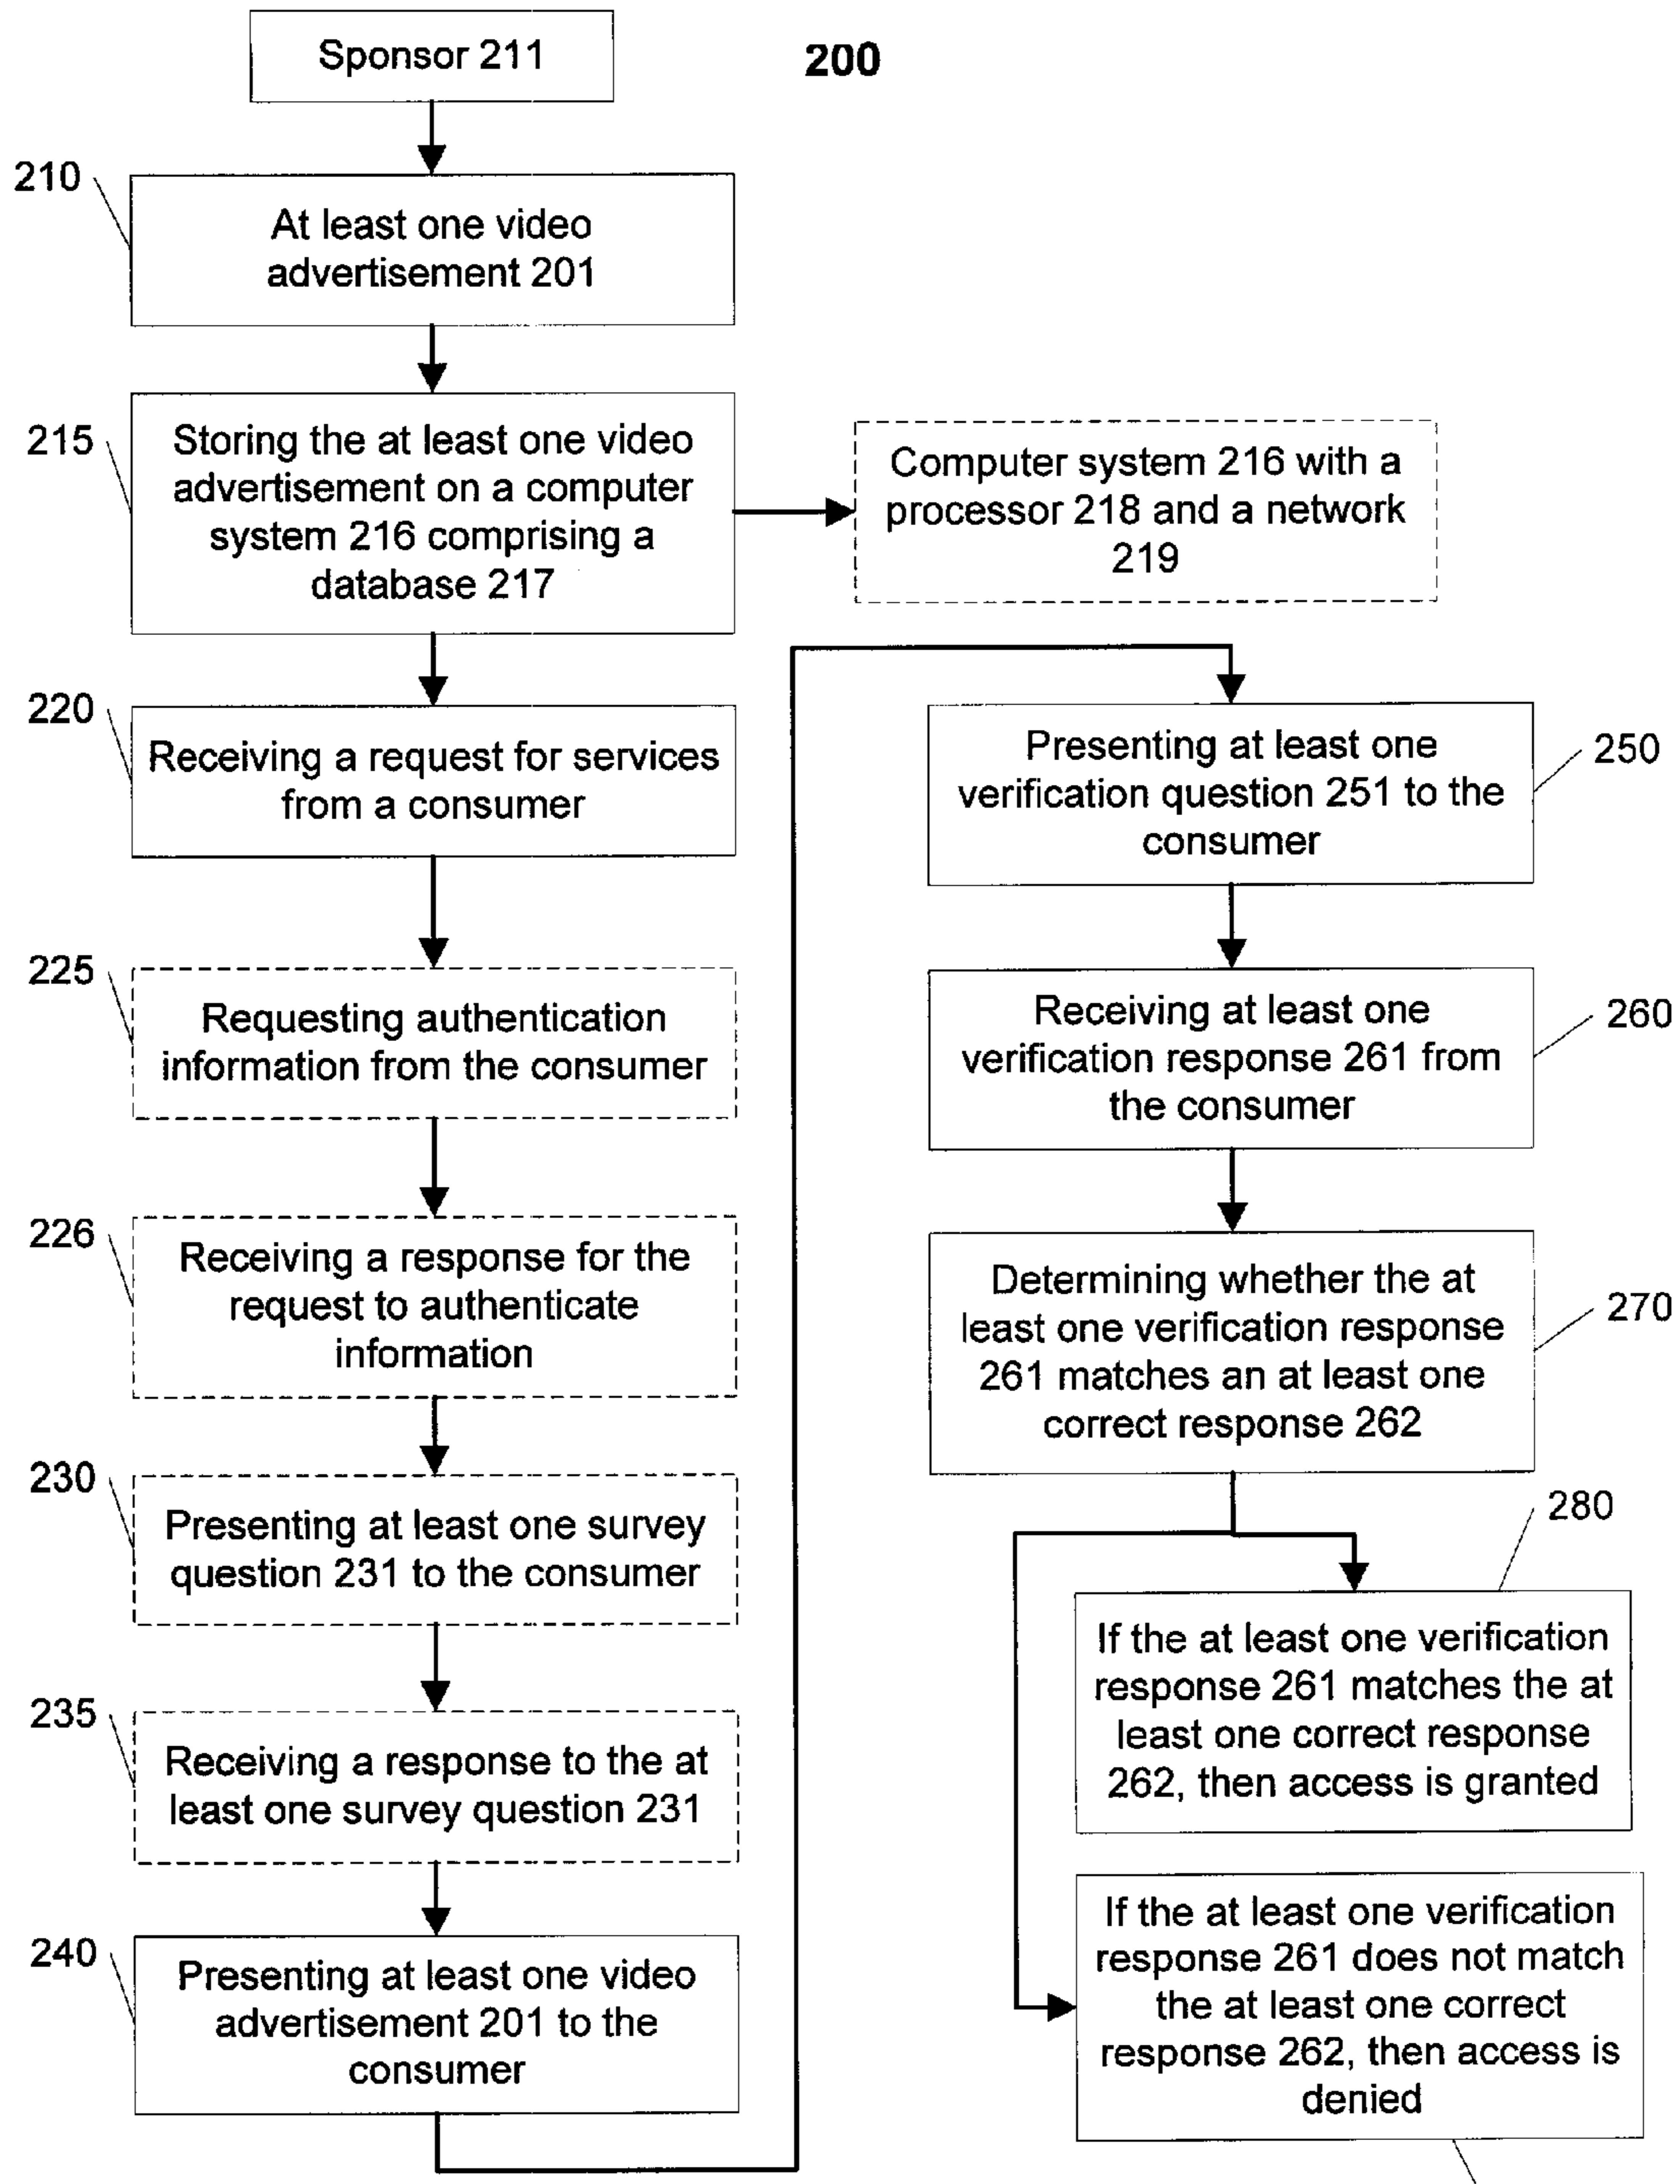 Sponsor 211
200
210
At least one video
advertisement 201
215
Storing the at least one video
advertisement on a computer
system 216 comprising a
database 217
Computer system 216 with a
processor 218 and a network
219
220
Receiving a request for services
from a consumer
225
Requesting authentication
information from the consumer
226
Receiving a response for the
request to authenticate
information
230
Presenting at least one survey
question 231 to the consumer
235
Receiving a response to the at
least one survey question 231
240
Presenting at least one video
advertisement 201 to the
consumer
250
Presenting at least one
verification question 251 to the
consumer
260
Receiving at least one
verification response 261 from
the consumer
270
Determining whether the at
least one verification response
261 matches an at least one
correct response 262
280
If the at least one verification
response 261 matches the at
least one correct response
262, then access is granted
If the at least one verification
response 261 does not match
the at least one correct
response 262, then access is
denied